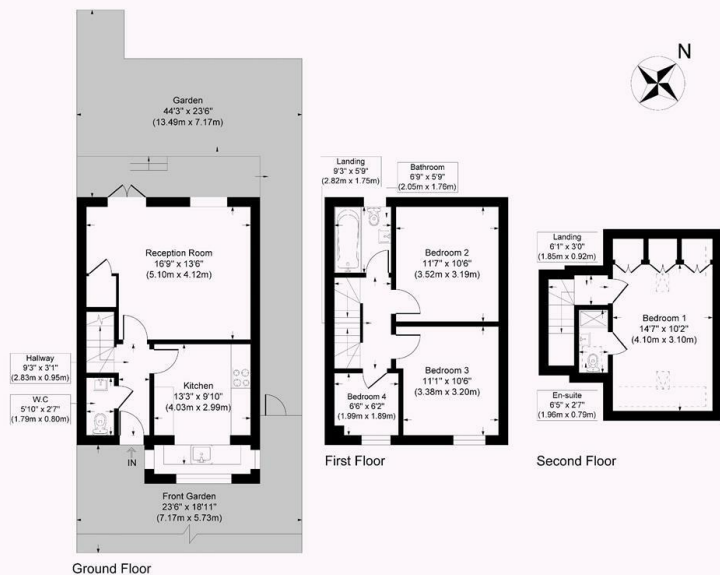 Garden
44'3" x 23'6"
(13.49m x 7.17m)
Reception Room
16'9" x 13'6"
(5.10m x 4.12m)
Hallway
9'3" x 3'1"
(2.83m x 0.95m)
W.C
5'10" x 2'7"
(1.79m x 0.80m)
Kitchen
13'3" x 9'10"
(4.03m x 2.99m)
IN
Front Garden
23'6" x 18'11"
(7.17m x 5.73m)
Ground Floor
Landing
9'3" x 5'9"
(2.82m x 1.75m)
Bathroom
6'9" x 5'9"
(2.05m x 1.76m)
Bedroom 2
11'7" x 10'6"
(3.52m x 3.19m)
Bedroom 3
11'1" x 10'6"
(3.38m x 3.20m)
Bedroom 4
6'6" x 6'2"
(1.99m x 1.89m)
First Floor
N
Landing
6'1" x 3'0"
(1.85m x 0.92m)
Bedroom 1
14'7" x 10'2"
(4.10m x 3.10m)
En-suite
6'5" x 2'7"
(1.96m x 0.79m)
Second Floor